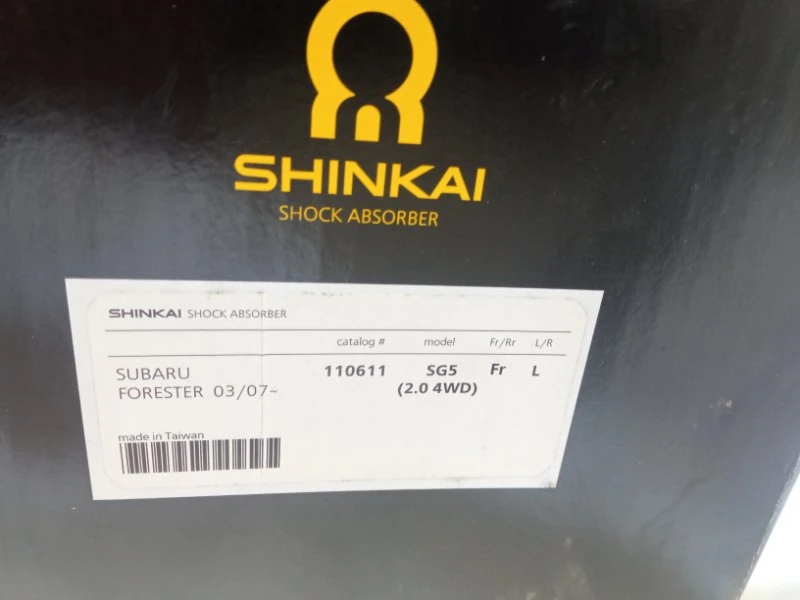 SHINKAI
SHOCK ABSORBER
SHINKAI SHOCK ABSORBER
catalog # model Fr/Rr L/R
SUBARU 110611 SG5 Fr L
FORESTER 03/07~ (2.0 4WD)
made in Taiwan